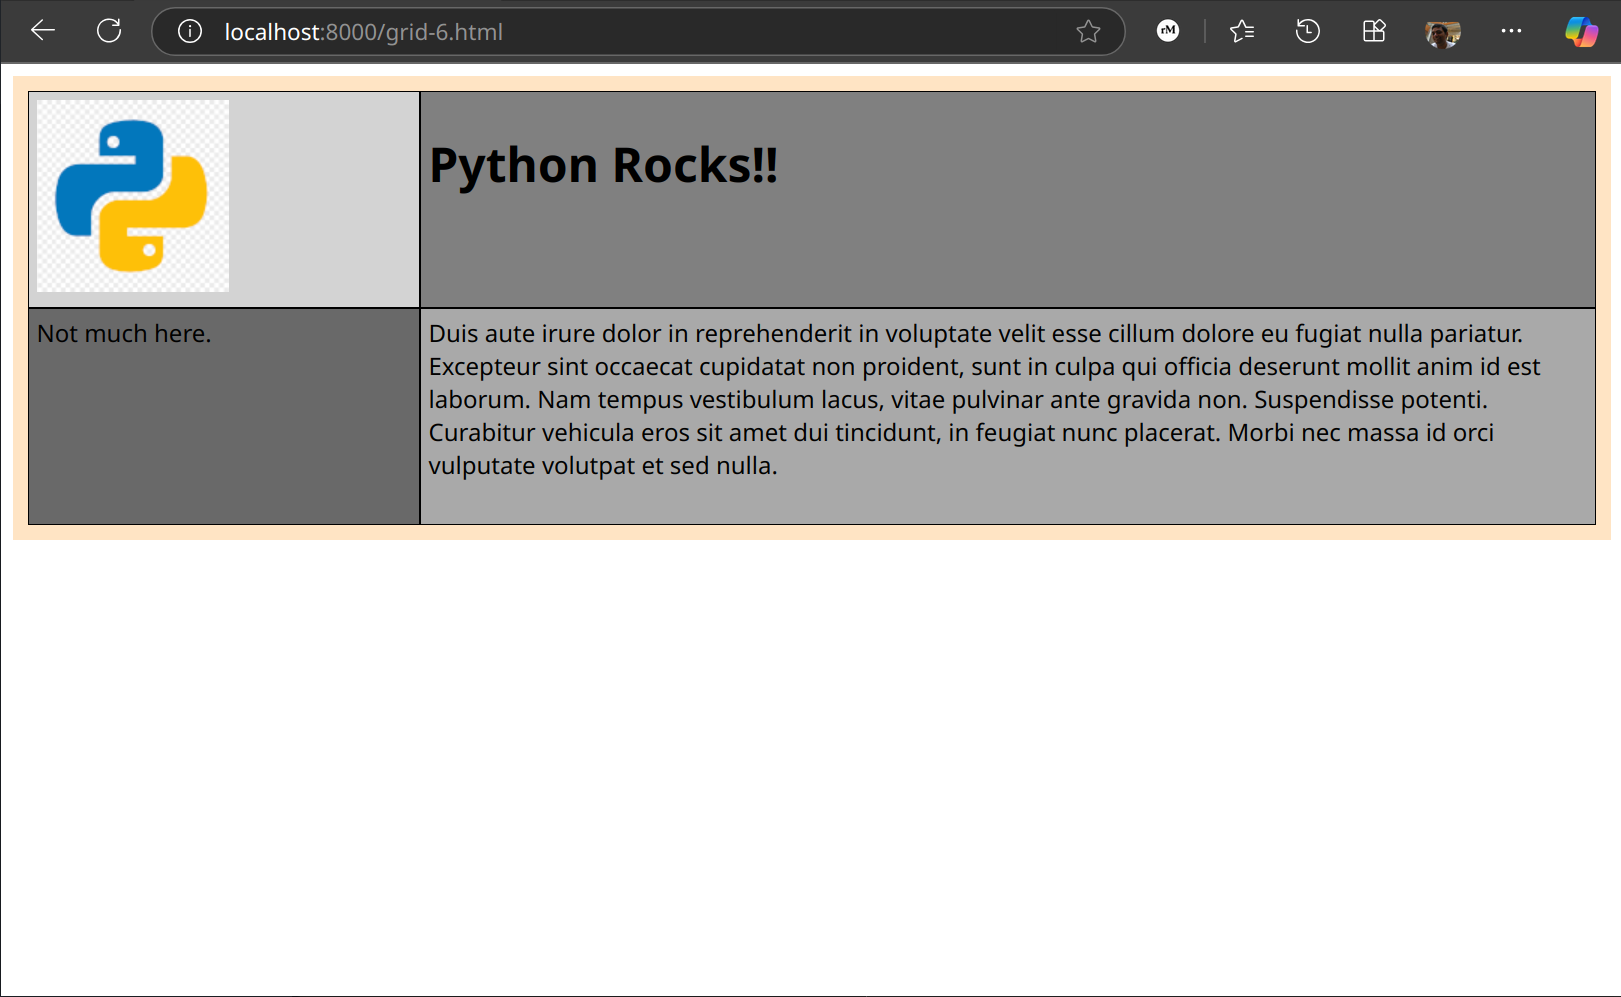 localhost:8000/grid-6.html
rM
Python Rocks!!
Not much here.
Duis aute irure dolor in reprehenderit in voluptate velit esse cillum dolore eu fugiat nulla pariatur.
Excepteur sint occaecat cupidatat non proident, sunt in culpa qui officia deserunt mollit anim id est
laborum. Nam tempus vestibulum lacus, vitae pulvinar ante gravida non. Suspendisse potenti.
Curabitur vehicula eros sit amet dui tincidunt, in feugiat nunc placerat. Morbi nec massa id orci
vulputate volutpat et sed nulla.